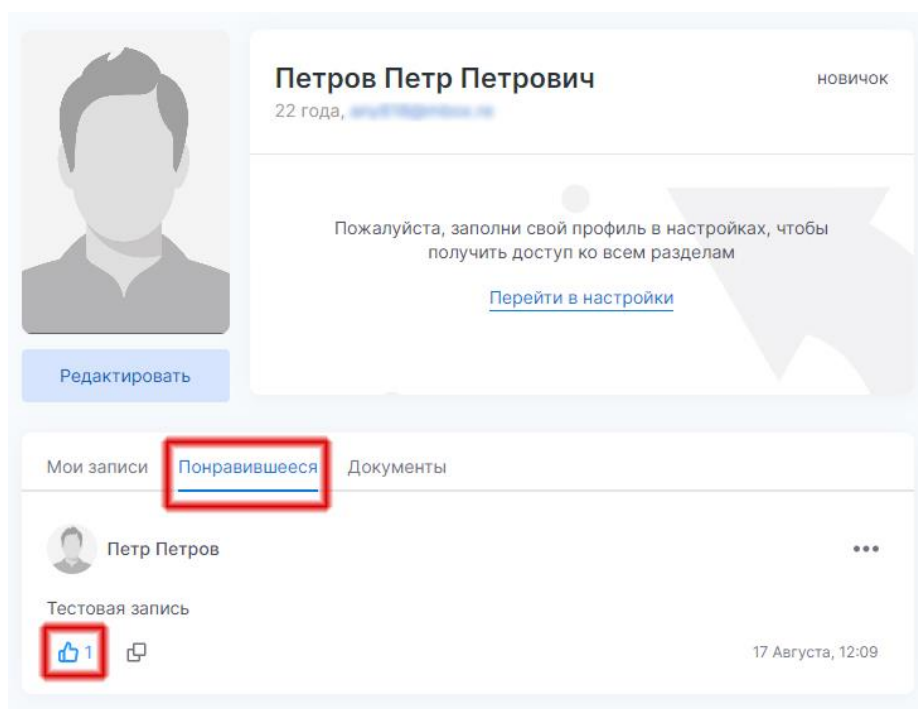 Петров Петр Петрович
новичок
22 года,
Пожалуйста, заполни свой профиль в настройках, чтобы
получить доступ ко всем разделам
Перейти в настройки
Редактировать
Мои записи Понравившееся Документы
Петр Петров
Тестовая запись
1
17 Августа, 12:09